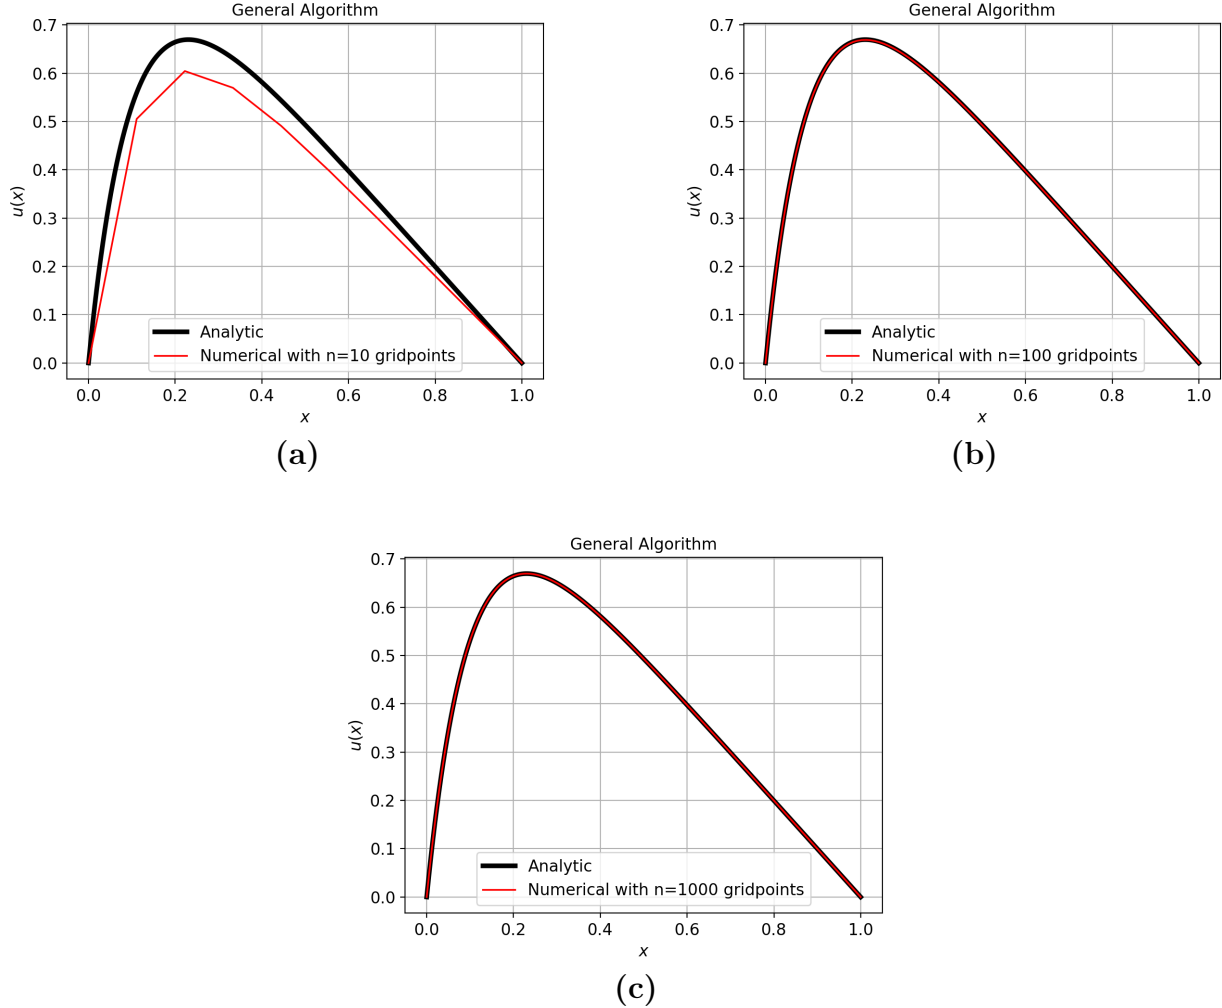 General Algorithm
0.7
0.6
0.5
0.4
0.3
0.2
0.1
0.0
u(x)
Analytic
Numerical with n=10 gridpoints
0.0 0.2 0.4 0.6 0.8 1.0
x
(a)
General Algorithm
0.7
0.6
0.5
0.4
0.3
0.2
0.1
0.0
u(x)
Analytic
Numerical with n=100 gridpoints
0.0 0.2 0.4 0.6 0.8 1.0
x
(b)
General Algorithm
0.7
0.6
0.5
0.4
0.3
0.2
0.1
0.0
u(x)
Analytic
Numerical with n=1000 gridpoints
0.0 0.2 0.4 0.6 0.8 1.0
x
(c)